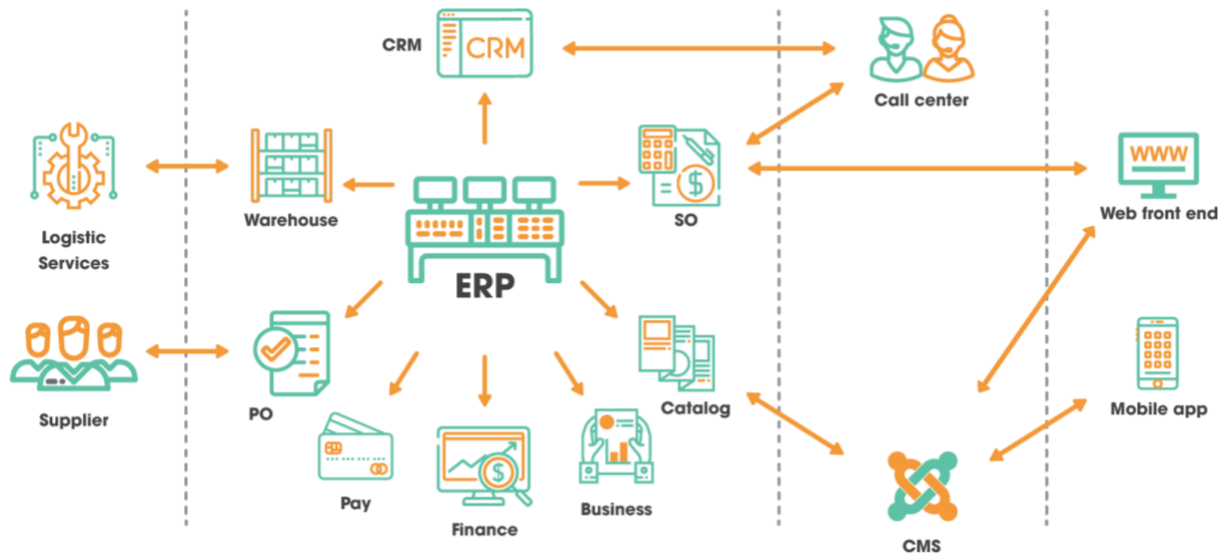 CRM
CRM
Call center
Logistic
Services
Warehouse
ERP
SO
WWW
Web front end
Supplier
PO
Pay
Finance
Business
Catalog
CMS
Mobile app